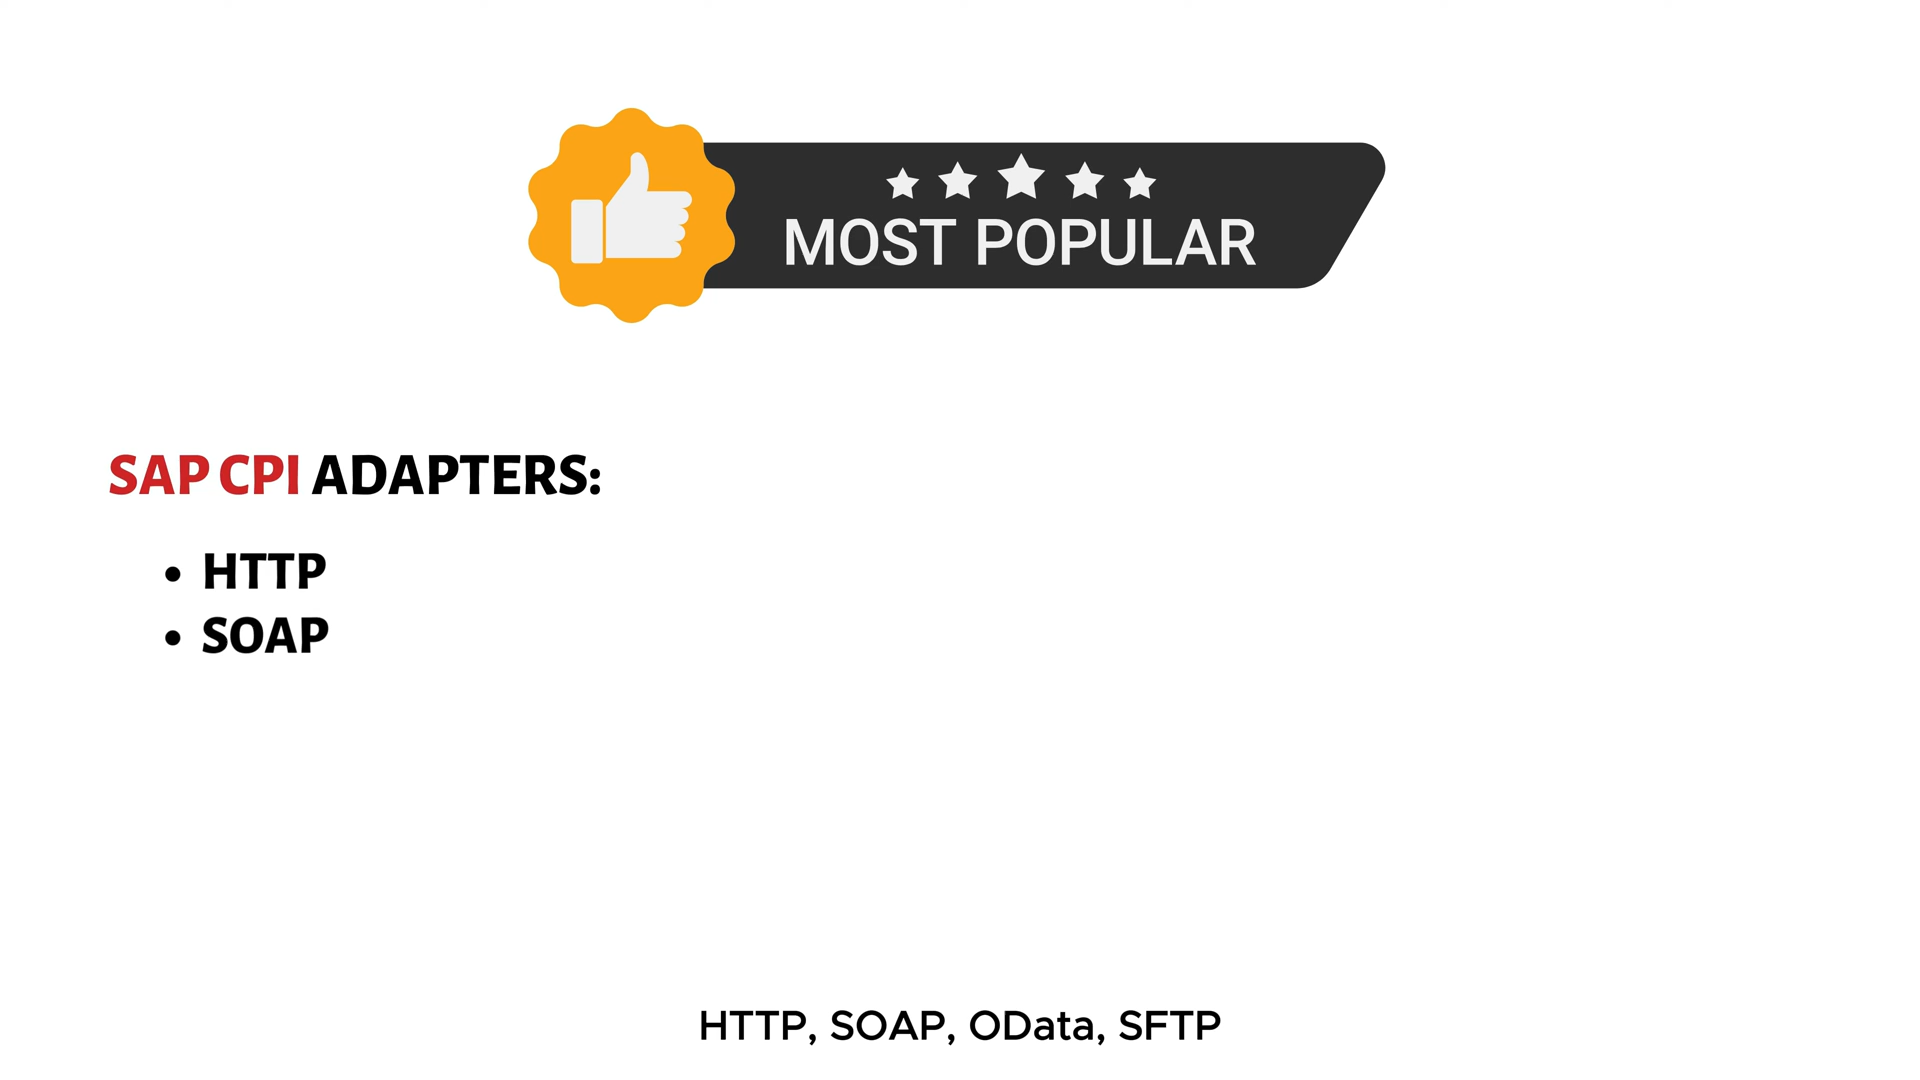 MOST POPULAR
SAP CPI ADAPTERS:
• HTTP
• SOAP
HTTP, SOAP, OData, SFTP